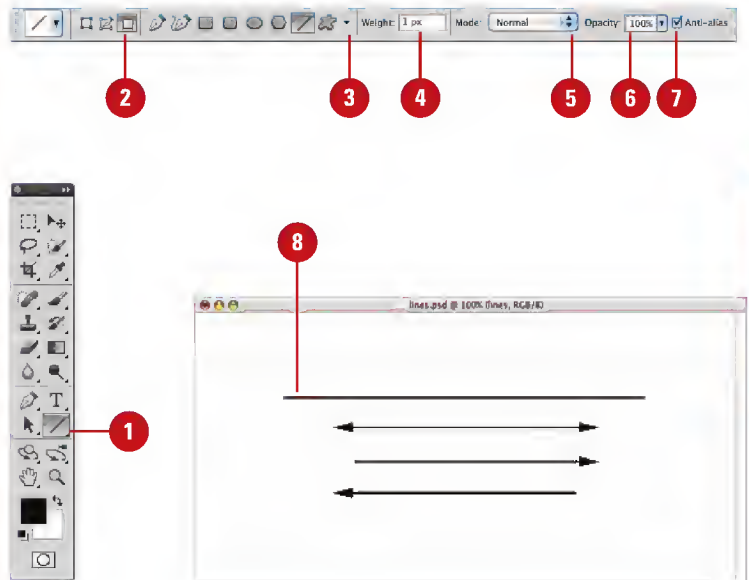 Weight: 1 px Mode: Normal Opacity: 100% Anti-alias
2 3 4 5 6 7
8
lines.psd @ 100% (lines, RGB/8)
T
1